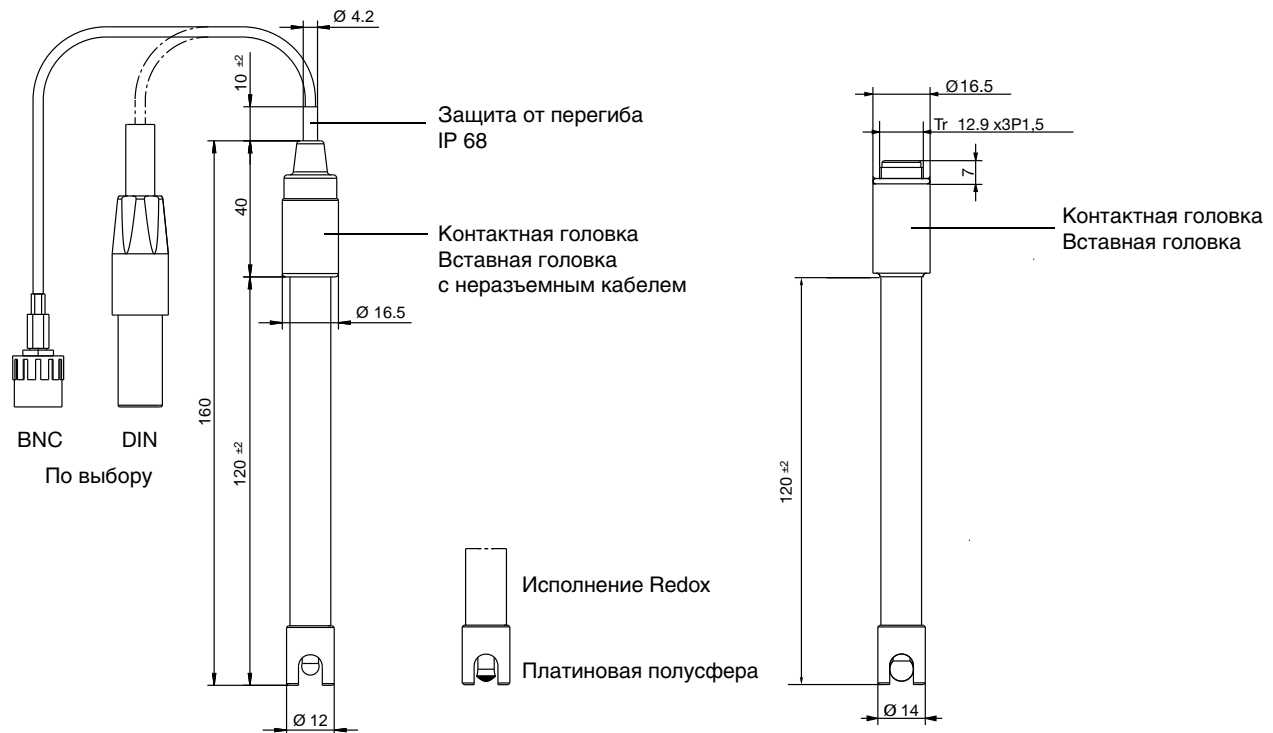 Ø 4.2
10 ±2
Защита от перегиба
IP 68
40
Контактная головка
Вставная головка
с неразъемным кабелем
Ø 16.5
160
120 ±2
BNC
DIN
По выбору
Исполнение Redox
Платиновая полусфера
Ø 12
Ø16.5
Tr 12.9 x3P1,5
7
Контактная головка
Вставная головка
120 ±2
Ø 14